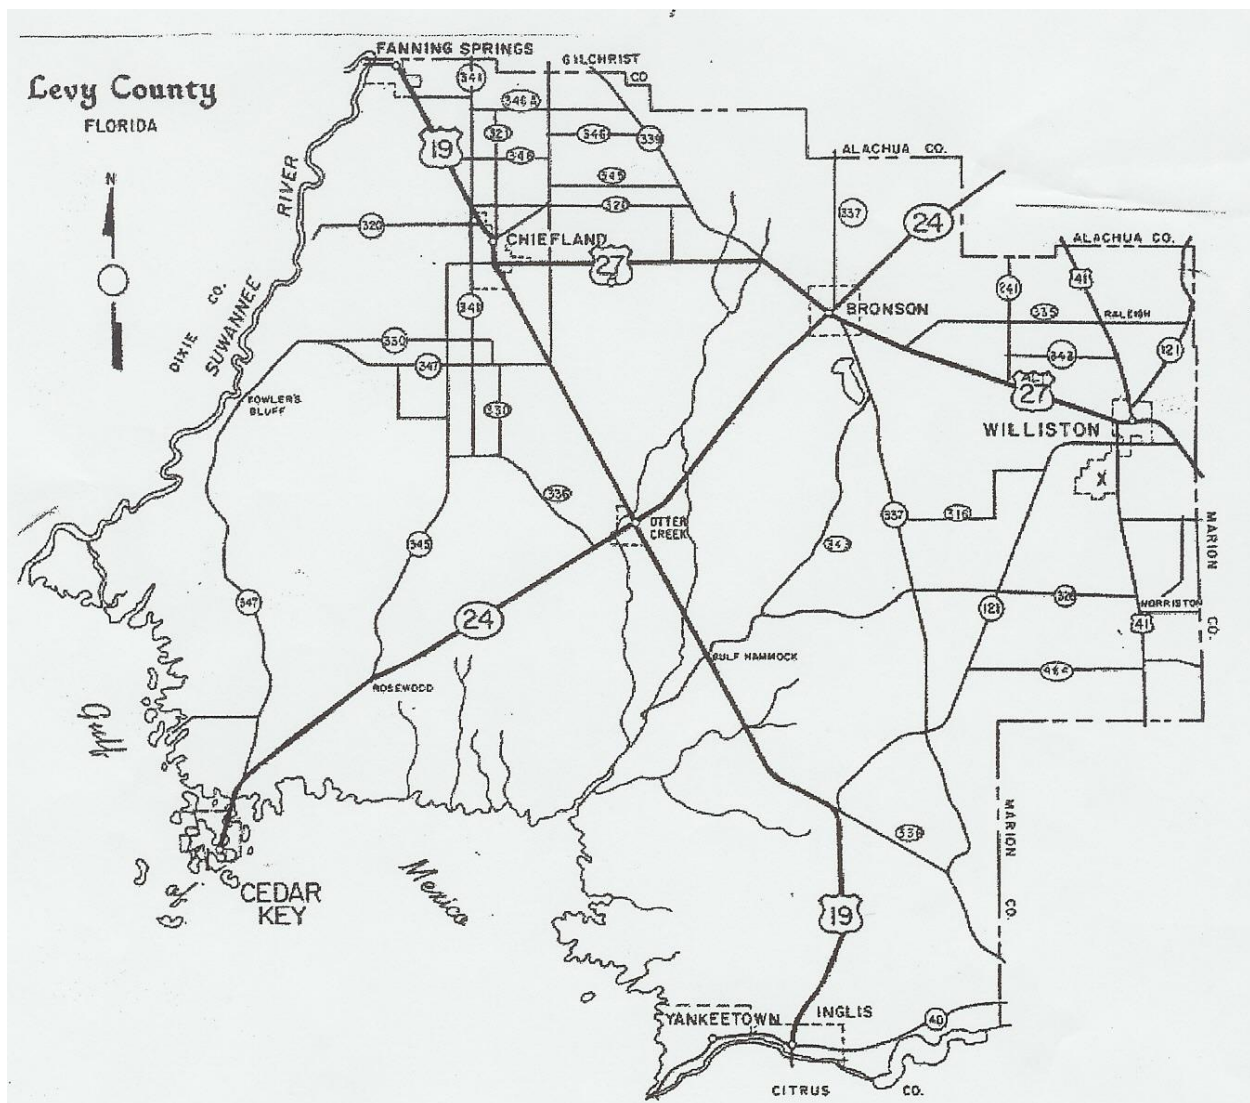 FANNING SPRINGS
GILCHRIST
CO
Levy County
FLORIDA
341
346A
321
346
339
19
346
ALACHUA CO.
N
RIVER
345
320
337
24
320
CHIEFLAND
ALACHUA CO.
27
41
241
DIXIE CO.
SUWANNEE
341
BRONSON
335
RALEIGH
330
343
121
347
ALT
27
FOWLER'S
BLUFF
331
WILLISTON
X
336
337
316
OTTER
CREEK
MARION
CO.
345
343
347
24
121
326
MORRISTON
41
GULF HAMMOCK
464
ROSEWOOD
Gulf
of
Mexico
MARION
CO.
336
CEDAR
KEY
19
YANKEETOWN
INGLIS
40
CITRUS CO.